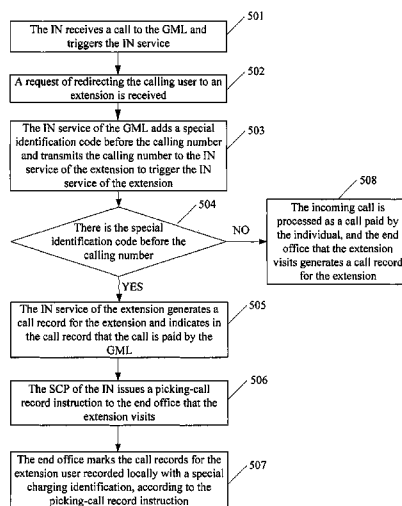 The IN receives a call to the GML and
triggers the IN service
501
A request of redirecting the calling user to an
extension is received
502
The IN service of the GML adds a special
identification code before the calling number
and transmits the calling number to the IN
service of the extension to trigger the IN
service of the extension
503
504
There is the special
identification code before the
calling number
NO
508
The incoming call is
processed as a call paid by
the individual, and the end
office that the extension
visits generates a call record
for the extension
YES
505
The IN service of the extension generates a
call record for the extension and indicates in
the call record that the call is paid by the
GML
506
The SCP of the IN issues a picking-call
record instruction to the end office that the
extension visits
507
The end office marks the call records for the
extension user recorded locally with a special
charging identification, according to the
picking-call record instruction